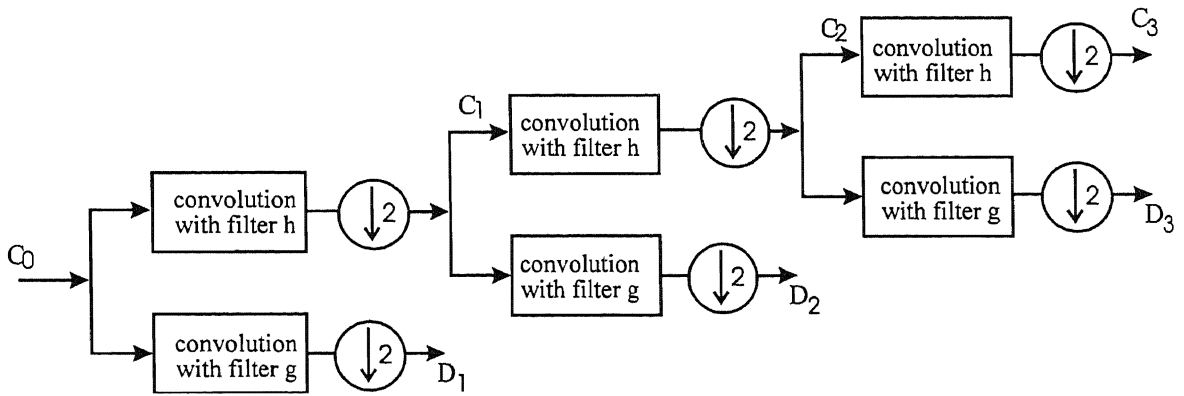 C0
convolution
with filter h
2
convolution
with filter g
2
D1
C1
convolution
with filter h
2
convolution
with filter g
2
D2
C2
convolution
with filter h
2
C3
convolution
with filter g
2
D3